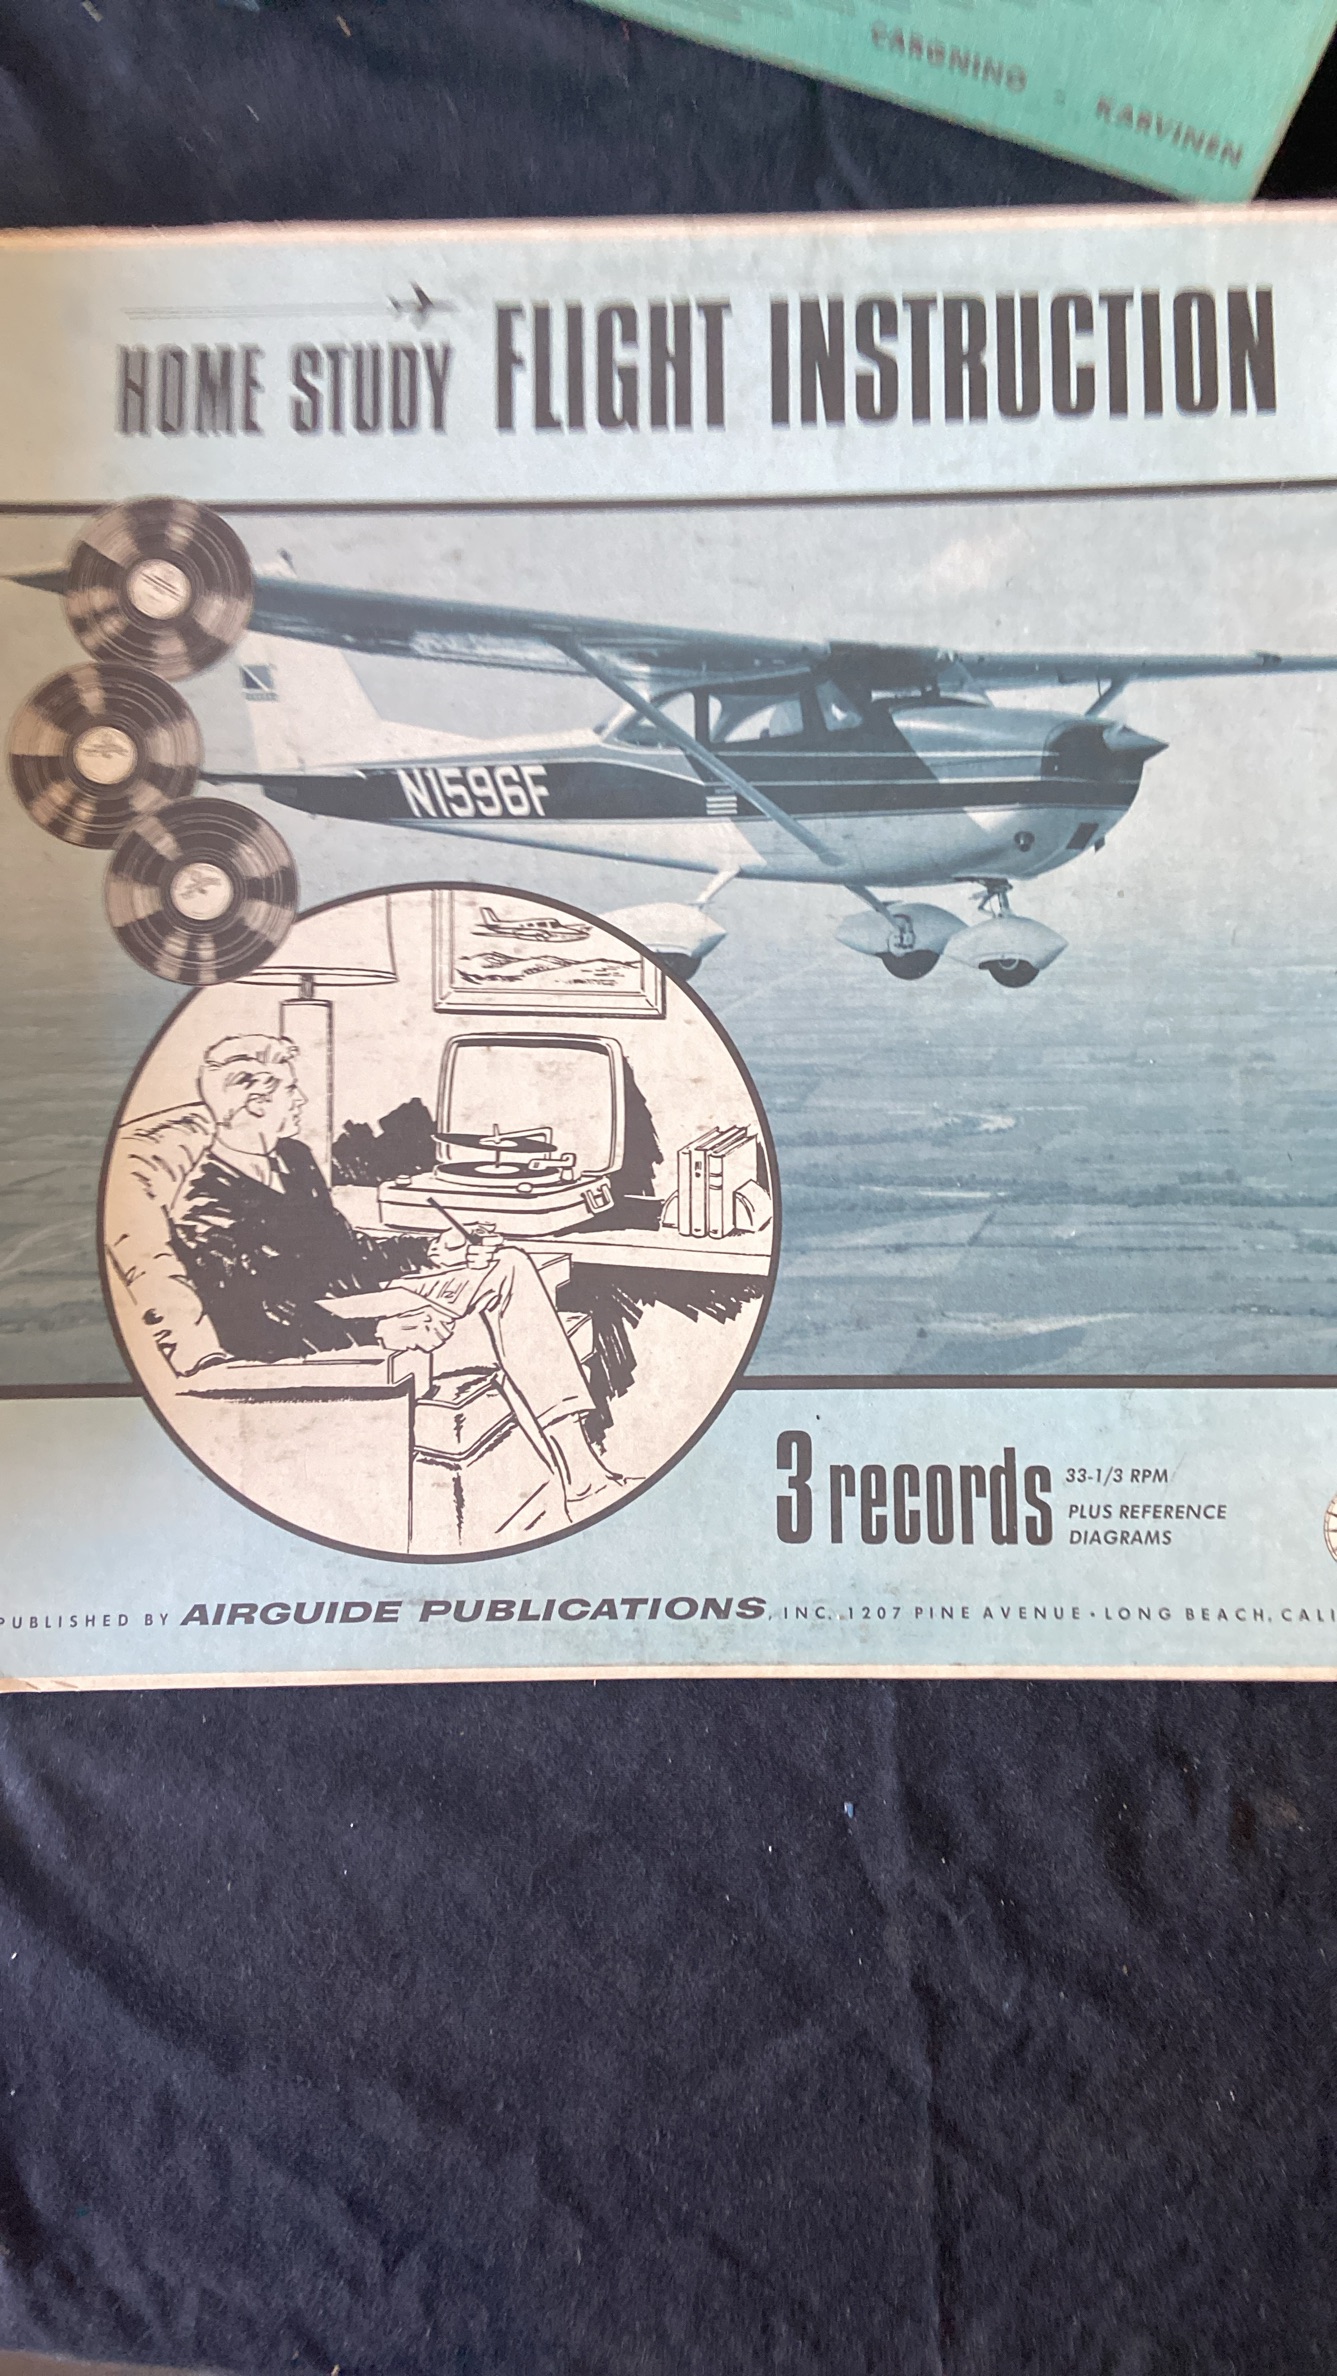 CARGNINO : KARVINEN
HOME STUDY FLIGHT INSTRUCTION
N1596F
3 records
33-1/3 RPM
PLUS REFERENCE
DIAGRAMS
PUBLISHED BY AIRGUIDE PUBLICATIONS, INC., 1207 PINE AVENUE • LONG BEACH, CALI